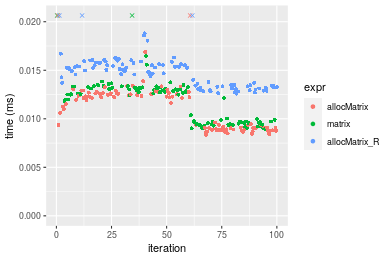 0.020
0.015
0.010
0.005
0.000
time (ms)
0
25
50
75
100
iteration
expr
allocMatrix
matrix
allocMatrix_R